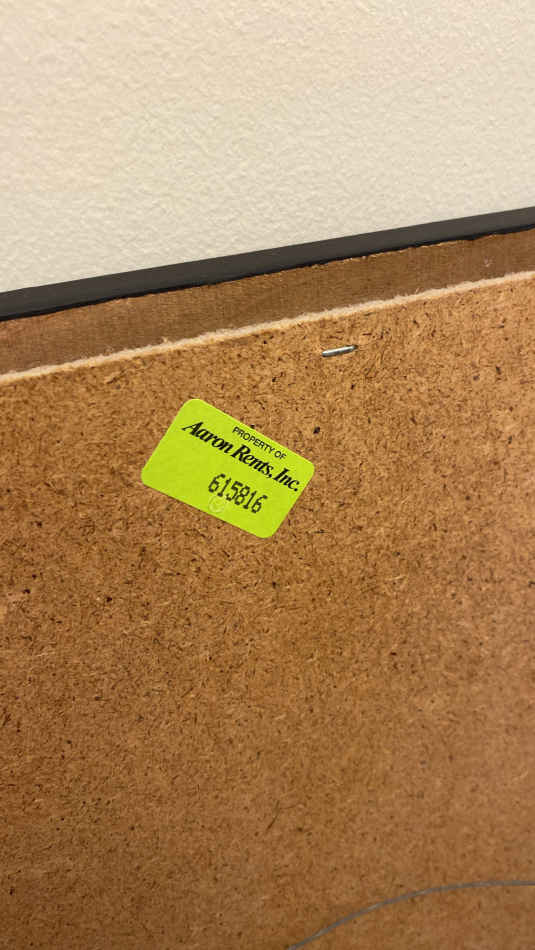 PROPERTY OF
Aaron Rents, Inc.
615816